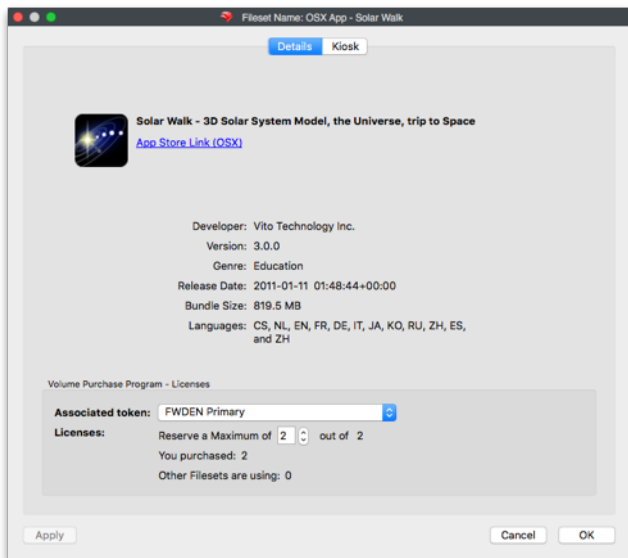 Fileset Name: OSX App - Solar Walk
Details Kiosk
Solar Walk - 3D Solar System Model, the Universe, trip to Space
App Store Link (OSX)
Developer: Vito Technology Inc.
Version: 3.0.0
Genre: Education
Release Date: 2011-01-11 01:48:44+00:00
Bundle Size: 819.5 MB
Languages: CS, NL, EN, FR, DE, IT, JA, KO, RU, ZH, ES,
and ZH
Volume Purchase Program - Licenses
Associated token: FWDEN Primary
Licenses: Reserve a Maximum of 2 out of 2
You purchased: 2
Other Filesets are using: 0
Apply Cancel OK